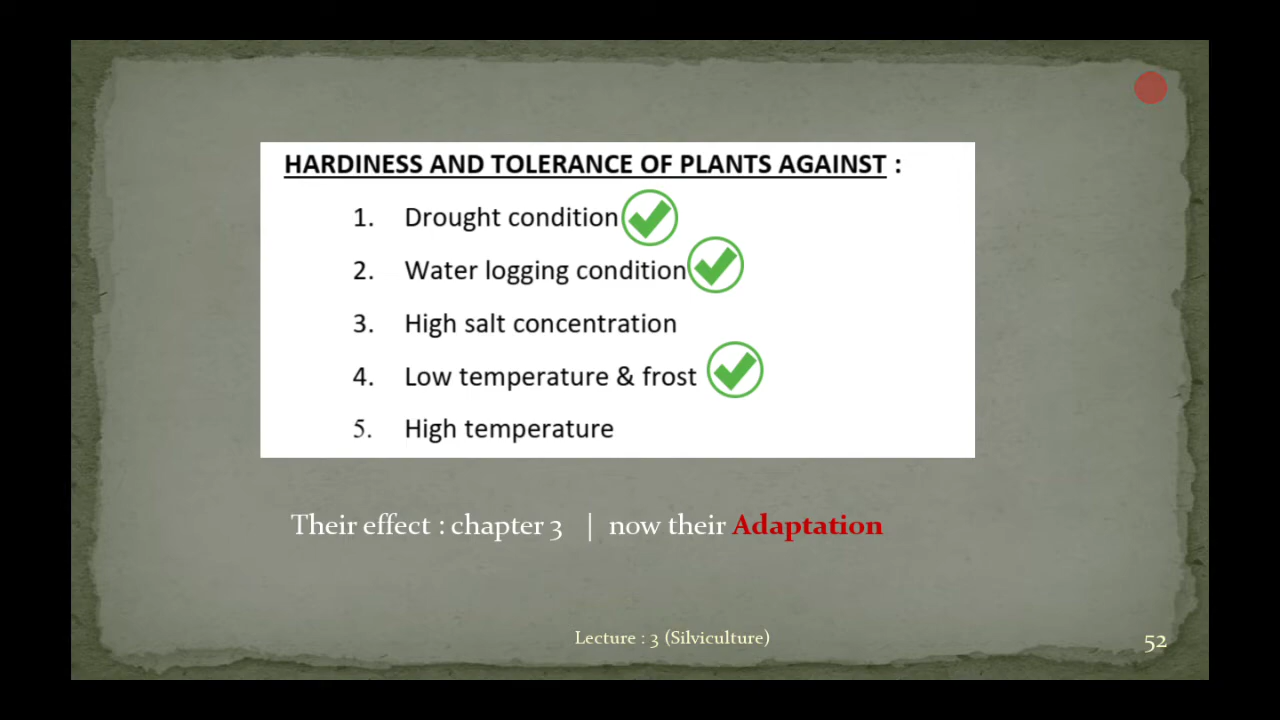 HARDINESS AND TOLERANCE OF PLANTS AGAINST :
1. Drought condition
2. Water logging condition
3. High salt concentration
4. Low temperature & frost
5. High temperature
Their effect : chapter 3 | now their Adaptation
Lecture : 3 (Silviculture)
52